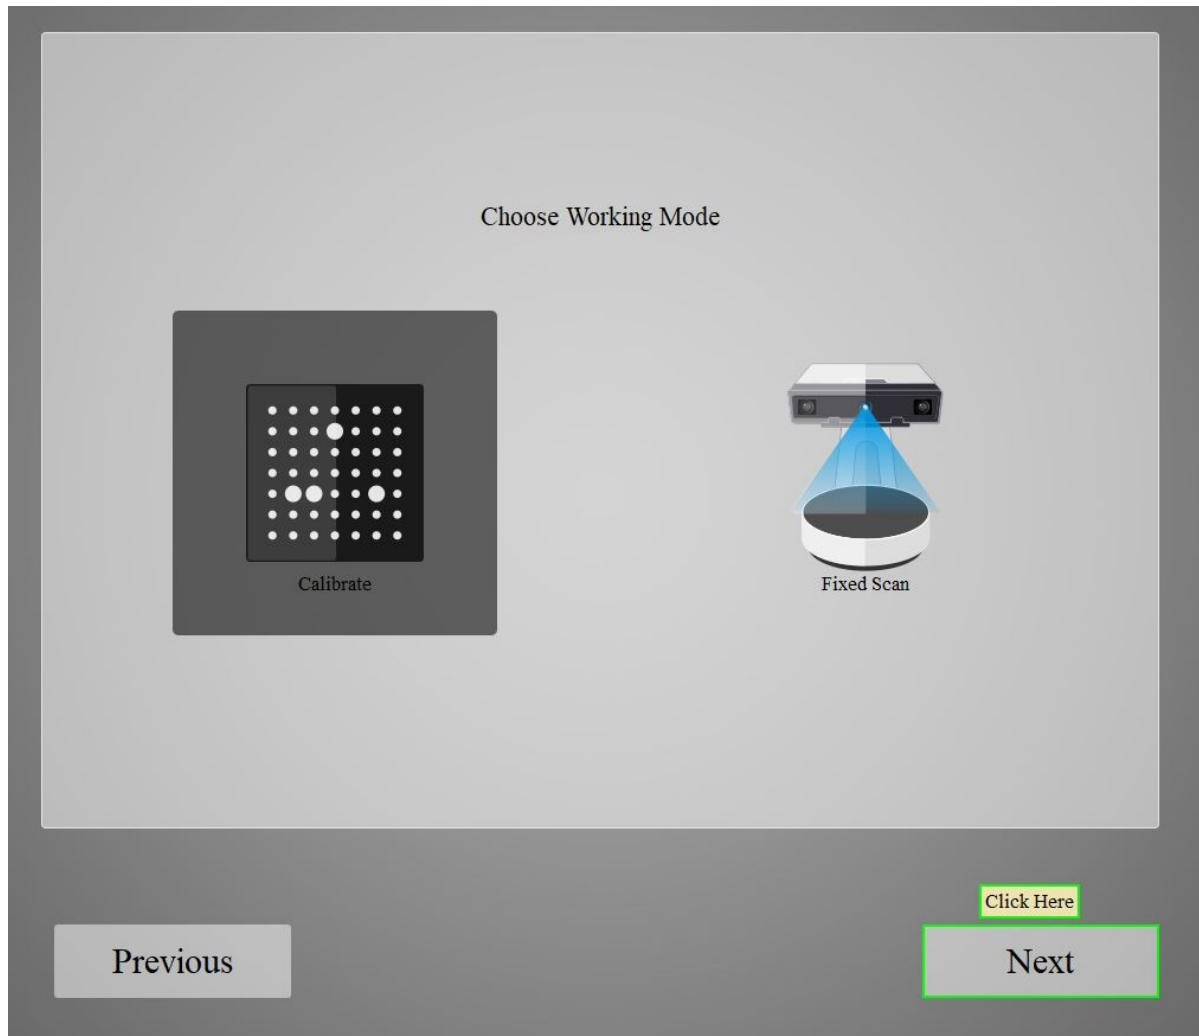 Choose Working Mode
Calibrate
Fixed Scan
Click Here
Previous
Next